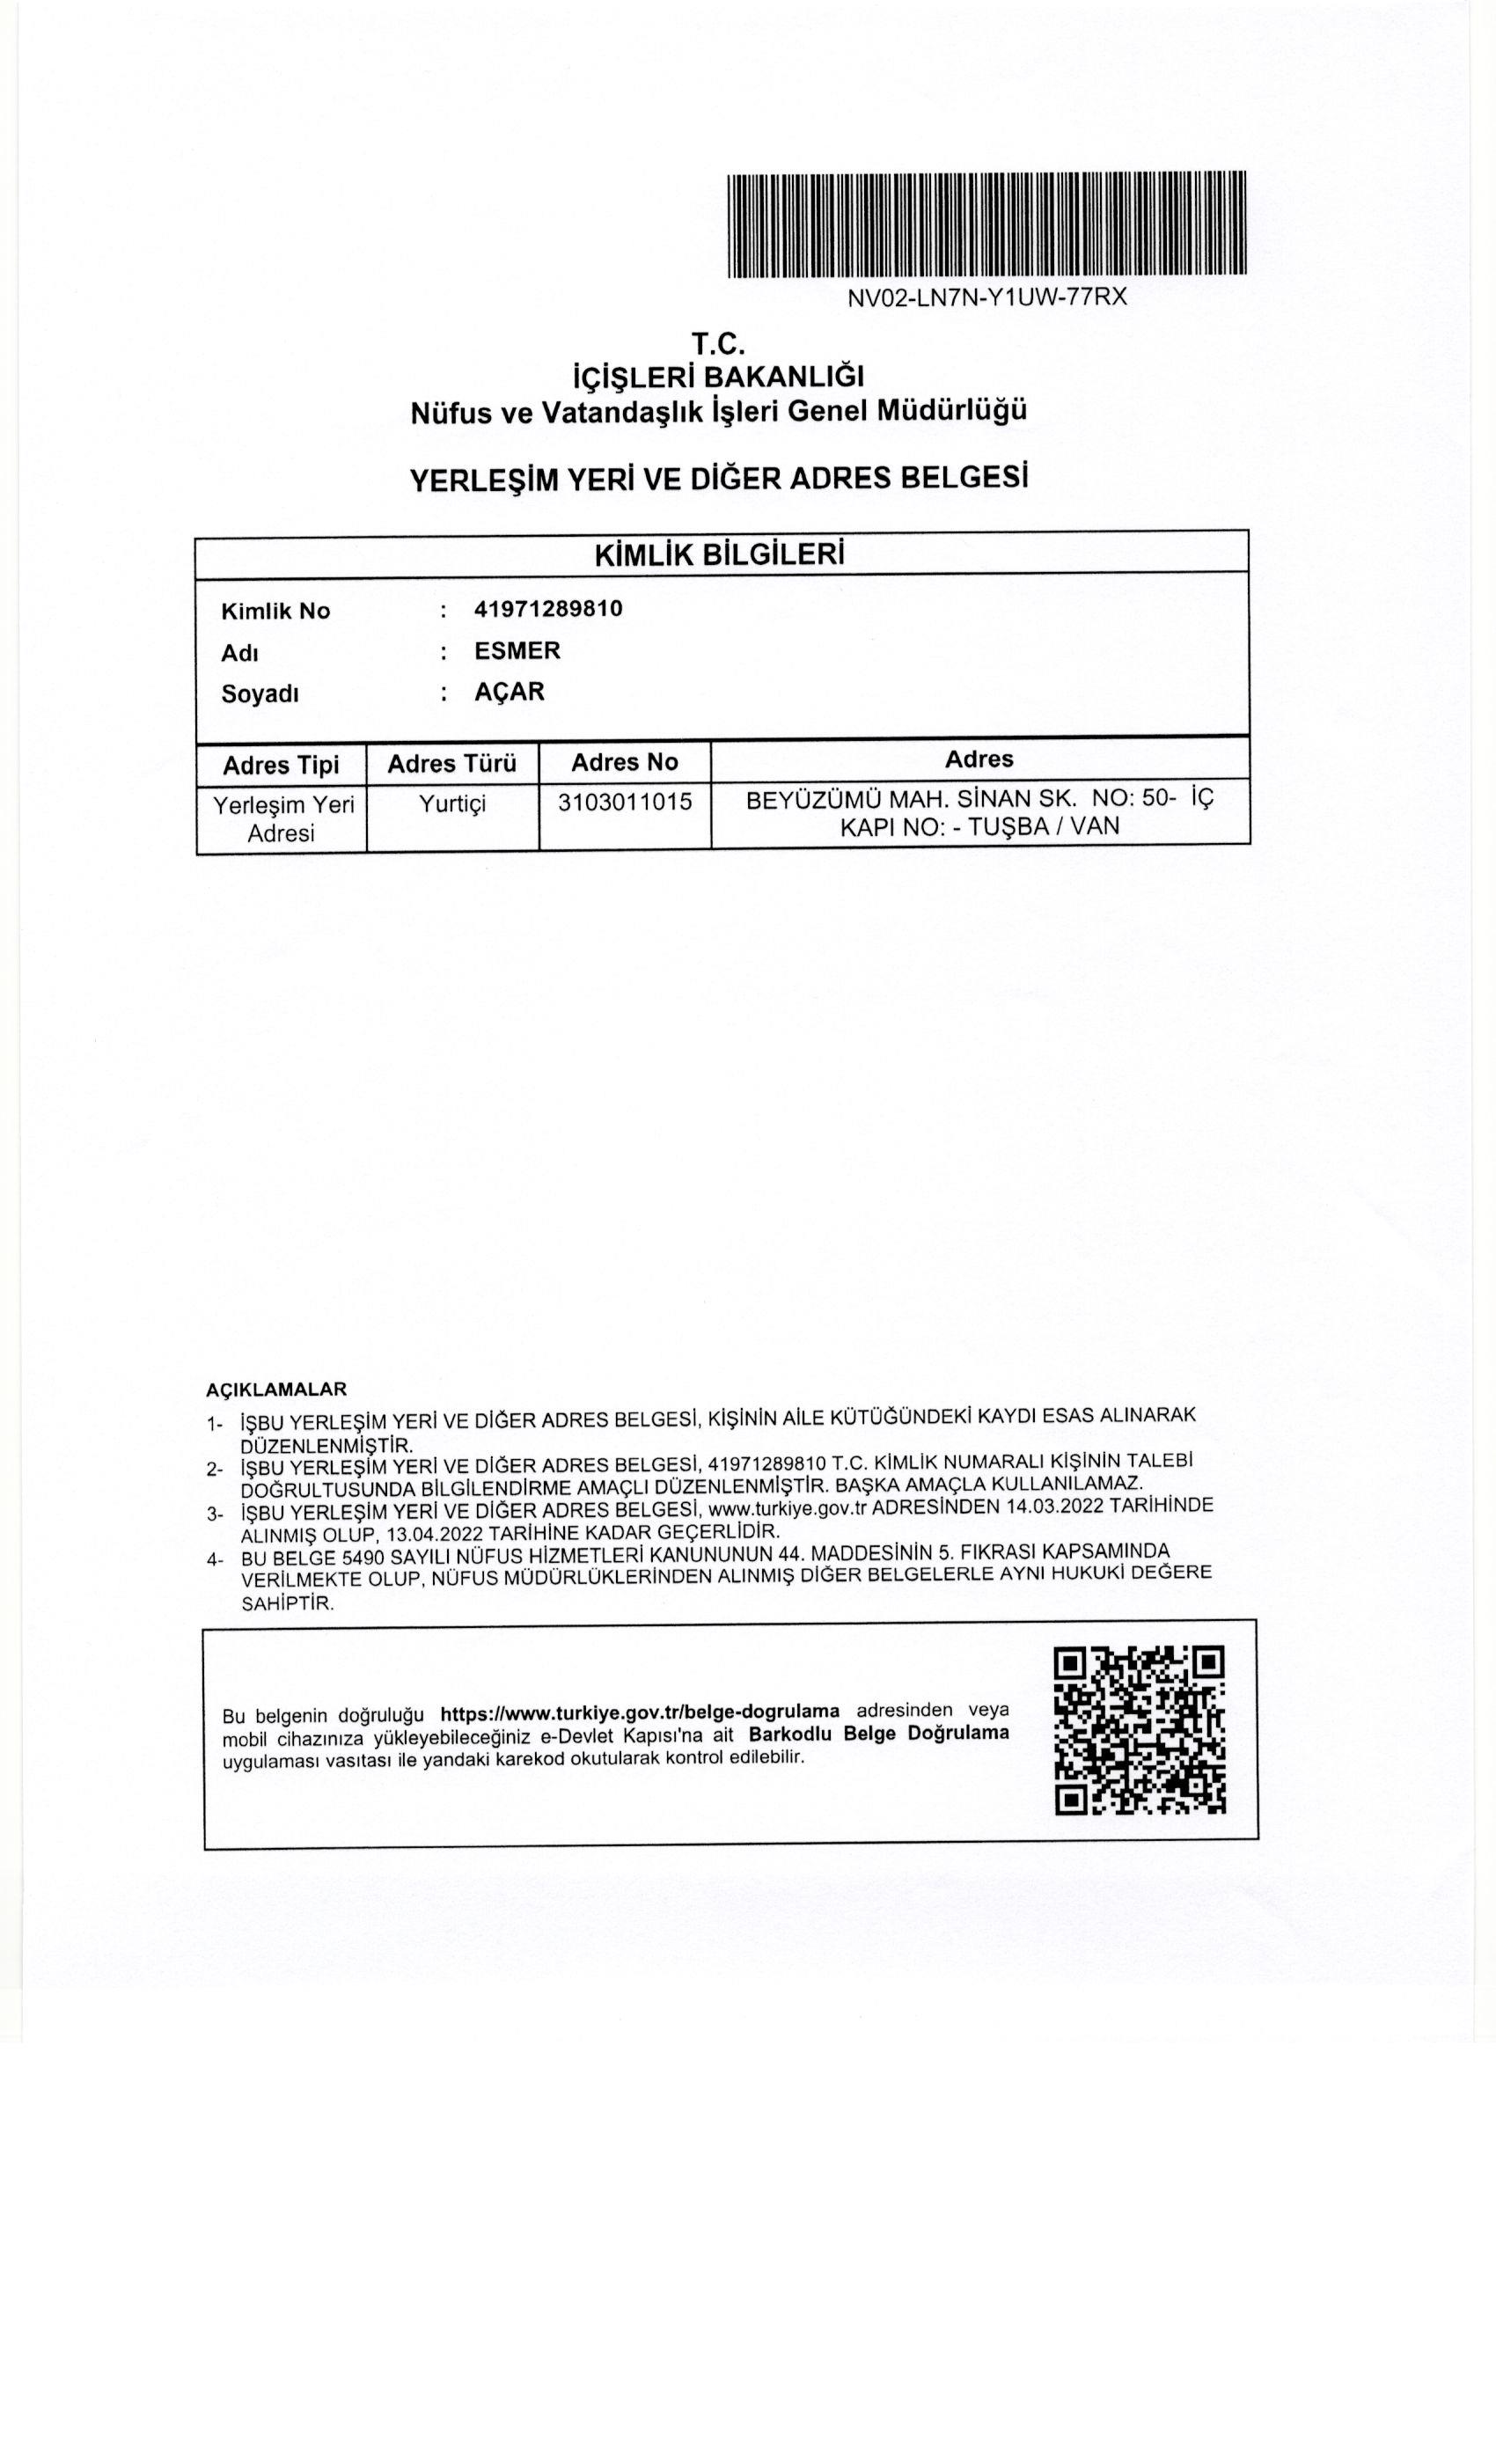 NV02-LN7N-Y1UW-77RX
T.C.
İÇİŞLERİ BAKANLIĞI
Nüfus ve Vatandaşlık İşleri Genel Müdürlüğü
YERLEŞİM YERİ VE DİĞER ADRES BELGESİ
KİMLİK BİLGİLERİ
Kimlik No : 41971289810
Adı : ESMER
Soyadı : AÇAR
Adres Tipi Adres Türü Adres No Adres
Yerleşim Yeri Yurtiçi 3103011015 BEYÜZÜMÜ MAH. SİNAN SK. NO: 50- İÇ
Adresi KAPI NO: - TUŞBA / VAN
AÇIKLAMALAR
1- İŞBU YERLEŞİM YERİ VE DİĞER ADRES BELGESİ, KİŞİNİN AİLE KÜTÜĞÜNDEKİ KAYDI ESAS ALINARAK
DÜZENLENMİŞTİR.
2- İŞBU YERLEŞİM YERİ VE DİĞER ADRES BELGESİ, 41971289810 T.C. KİMLİK NUMARALI KİŞİNİN TALEBİ
DOĞRULTUSUNDA BİLGİLENDİRME AMAÇLI DÜZENLENMİŞTİR. BAŞKA AMAÇLA KULLANILAMAZ.
3- İŞBU YERLEŞİM YERİ VE DİĞER ADRES BELGESİ, www.turkiye.gov.tr ADRESİNDEN 14.03.2022 TARİHİNDE
ALINMIŞ OLUP, 13.04.2022 TARİHİNE KADAR GEÇERLİDİR.
4- BU BELGE 5490 SAYILI NÜFUS HİZMETLERİ KANUNUNUN 44. MADDESİNİN 5. FIKRASI KAPSAMINDA
VERİLMEKTE OLUP, NÜFUS MÜDÜRLÜKLERİNDEN ALINMIŞ DİĞER BELGELERLE AYNI HUKUKİ DEĞERE
SAHİPTİR.
Bu belgenin doğruluğu https://www.turkiye.gov.tr/belge-dogrulama adresinden veya
mobil cihazınıza yükleyebileceğiniz e-Devlet Kapısı'na ait Barkodlu Belge Doğrulama
uygulaması vasıtası ile yandaki karekod okutularak kontrol edilebilir.